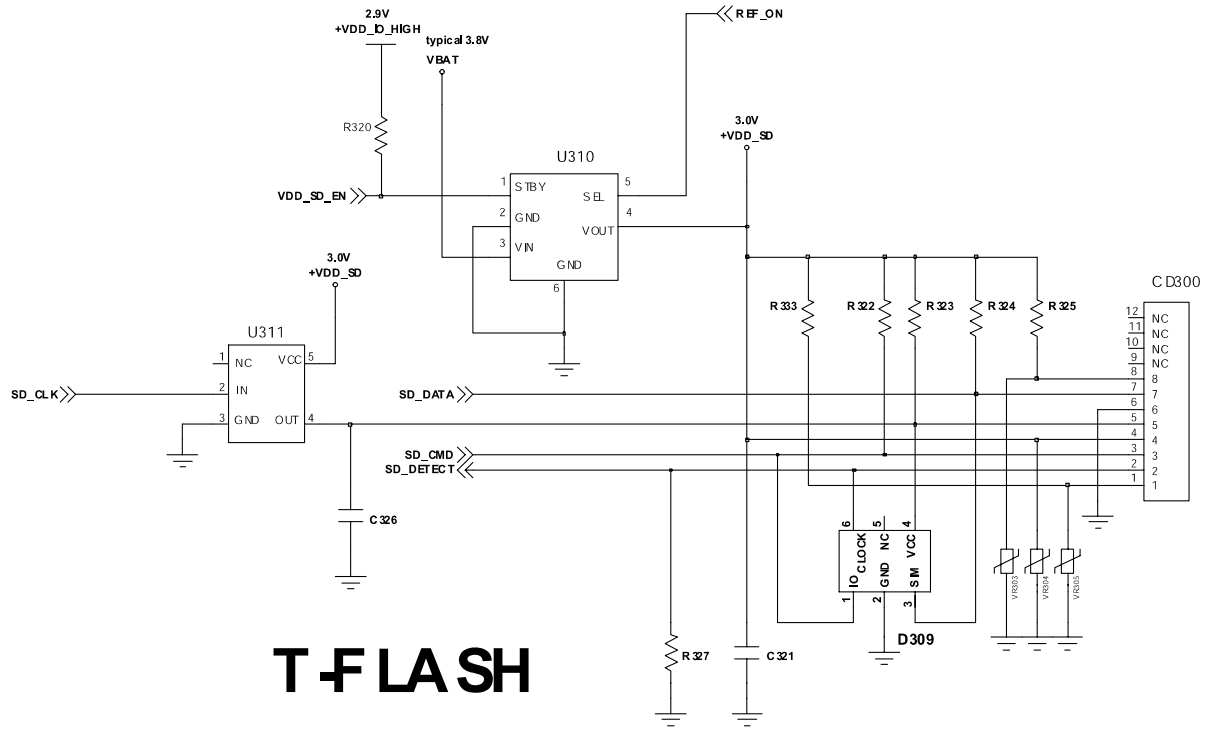 2.9V
+VDD_IO_HIGH
typical 3.8V
VBAT
REF_ON
R320
3.0V
+VDD_SD
U310
VDD_SD_EN
1
STBY
2
GND
3
VIN
GND
6
SEL
5
VOUT
4
3.0V
+VDD_SD
U311
1
NC
2
IN
3
GND
VCC
5
OUT
4
SD_CLK
SD_DATA
SD_CMD
SD_DETECT
R333
R322
R323
R324
R325
CD300
12
NC
11
NC
10
NC
9
NC
8
8
7
7
6
6
5
5
4
4
3
3
2
2
1
1
C326
6
5
4
CLOCK
NC
VCC
IO
GND
SIM
1
2
3
D309
VR303
VR304
VR305
R327
C321
T-FLASH